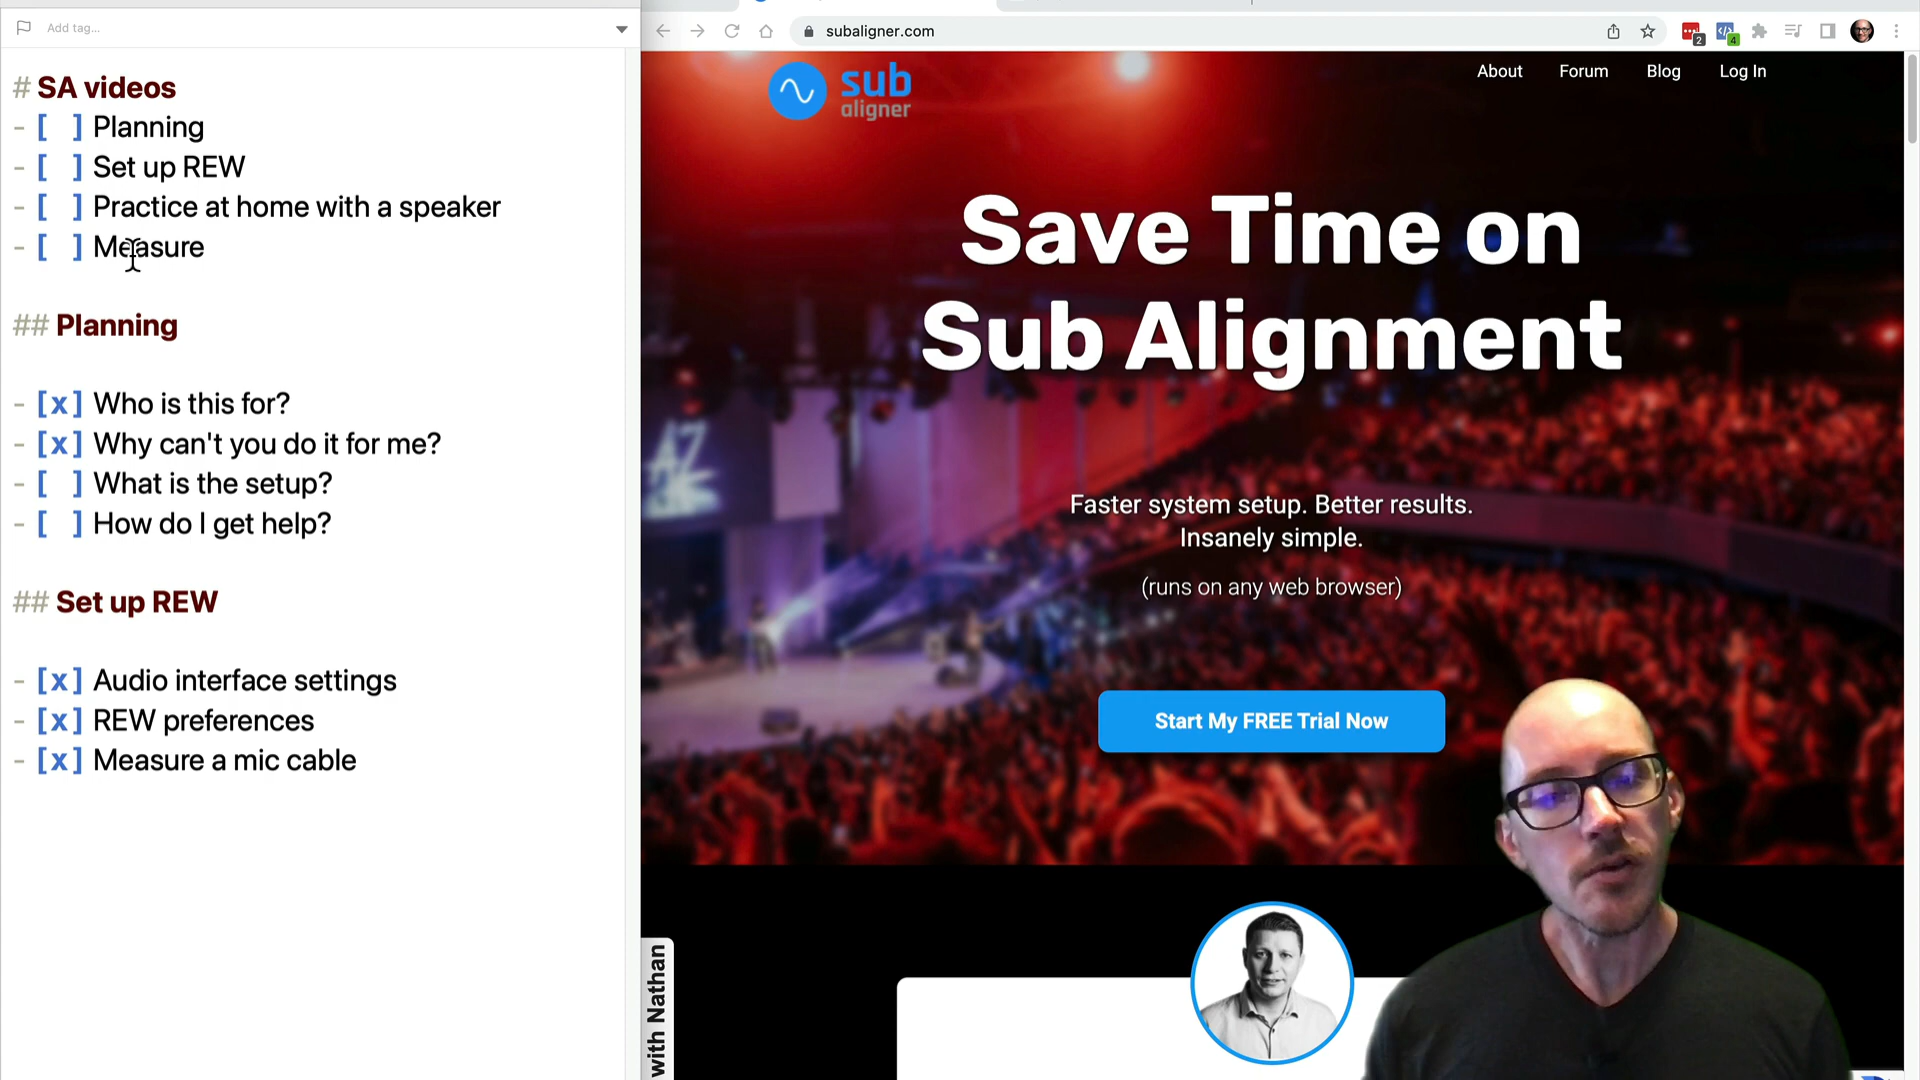 Add tag...
# SA videos
- [ ] Planning
- [ ] Set up REW
- [ ] Practice at home with a speaker
- [ ] Measure
## Planning
- [x] Who is this for?
- [x] Why can't you do it for me?
- [ ] What is the setup?
- [ ] How do I get help?
## Set up REW
- [x] Audio interface settings
- [x] REW preferences
- [x] Measure a mic cable
subaligner.com
2
4
sub
aligner
About
Forum
Blog
Log In
Save Time on
Sub Alignment
AZ
Faster system setup. Better results.
Insanely simple.
(runs on any web browser)
Start My FREE Trial Now
with Nathan